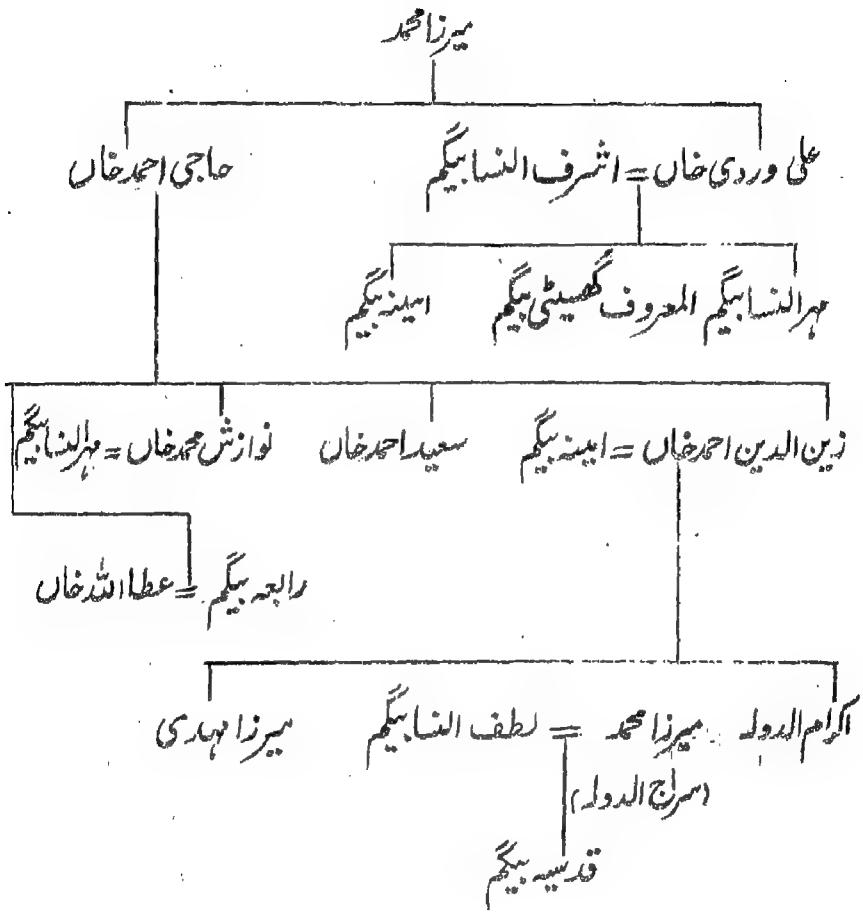 میرزا محمد
علی وردی خاں = اشرف النسا بیگم حاجی احمد خاں
مہرالنسا بیگم المعروف گھسیٹی بیگم امینہ بیگم
زین الدین احمد خاں = امینہ بیگم سعید احمد خاں نوازش محمد خاں = مہرالنسا بیگم
رابعہ بیگم = عطا اللہ خاں
اکرام الدولہ میرزا محمد = لطف النسا بیگم میرزا مہدی
(سراج الدولہ)
قدسیہ بیگم